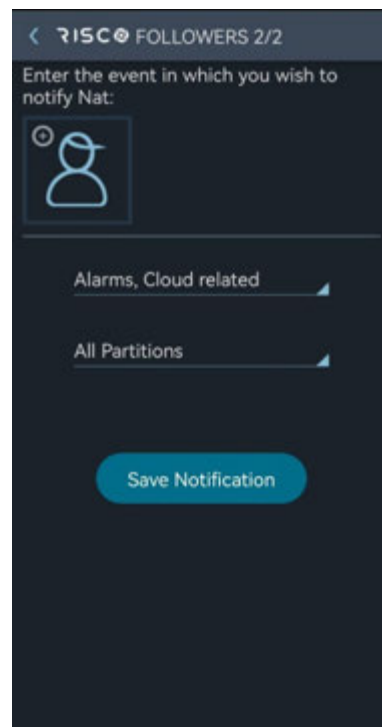 RISCO FOLLOWERS 2/2
Enter the event in which you wish to
notify Nat:
Alarms, Cloud related
All Partitions
Save Notification